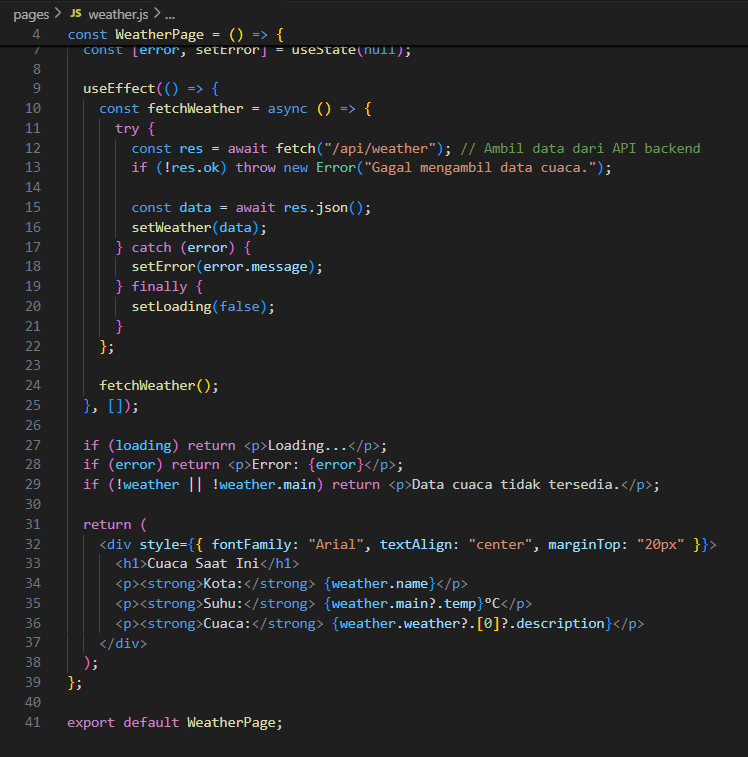 pages > JS weather.js > ...
4 const WeatherPage = () => {
7 const [error, setError] = useState(null);
8
9 useEffect(() => {
10 const fetchWeather = async () => {
11 try {
12 const res = await fetch("/api/weather"); // Ambil data dari API backend
13 if (!res.ok) throw new Error("Gagal mengambil data cuaca.");
14
15 const data = await res.json();
16 setWeather(data);
17 } catch (error) {
18 setError(error.message);
19 } finally {
20 setLoading(false);
21 }
22 };
23
24 fetchWeather();
25 }, []);
26
27 if (loading) return <p>Loading...</p>;
28 if (error) return <p>Error: {error}</p>;
29 if (!weather || !weather.main) return <p>Data cuaca tidak tersedia.</p>;
30
31 return (
32 <div style={{ fontFamily: "Arial", textAlign: "center", marginTop: "20px" }}>
33 <h1>Cuaca Saat Ini</h1>
34 <p><strong>Kota:</strong> {weather.name}</p>
35 <p><strong>Suhu:</strong> {weather.main?.temp}°C</p>
36 <p><strong>Cuaca:</strong> {weather.weather?.[0]?.description}</p>
37 </div>
38 );
39 };
40
41 export default WeatherPage;